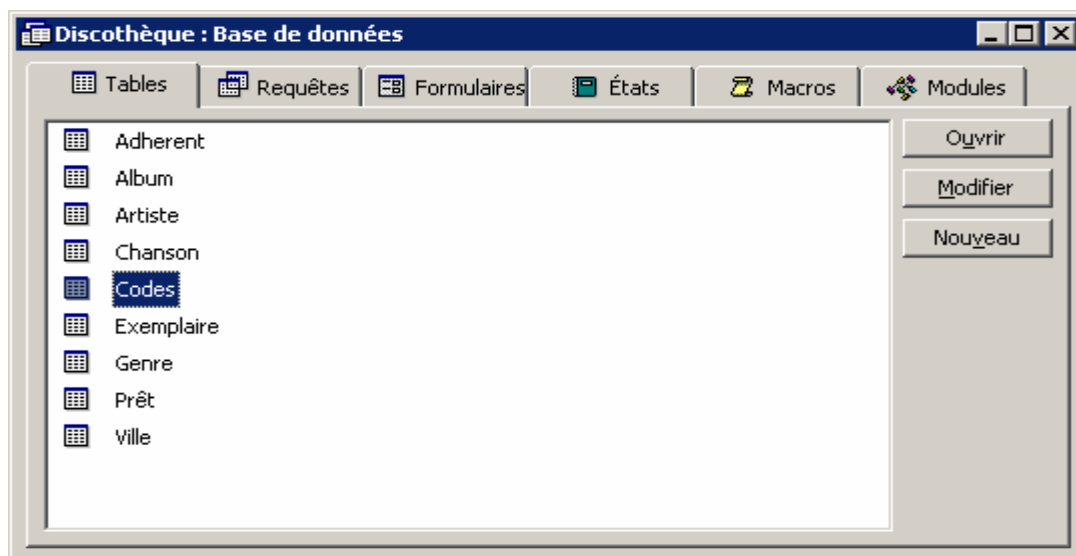 Discothèque : Base de données
Tables Requêtes Formulaires États Macros Modules
Adherent
Album
Artiste
Chanson
Codes
Exemplaire
Genre
Prêt
Ville
Ouvrir
Modifier
Nouveau